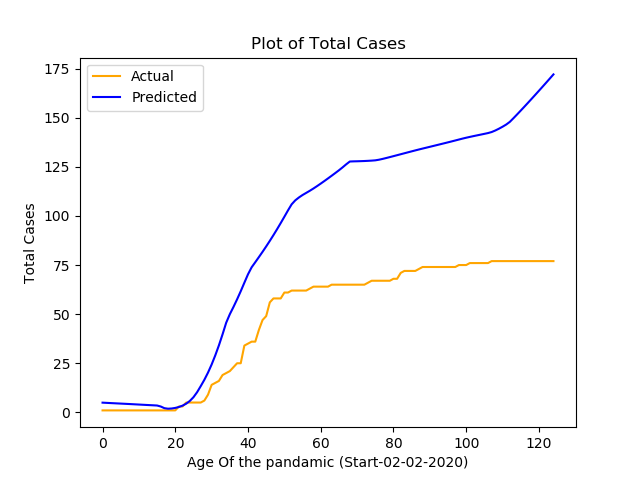 Plot of Total Cases
Actual
Predicted
175
150
125
100
75
50
25
0
Total Cases
0 20 40 60 80 100 120
Age Of the pandamic (Start-02-02-2020)